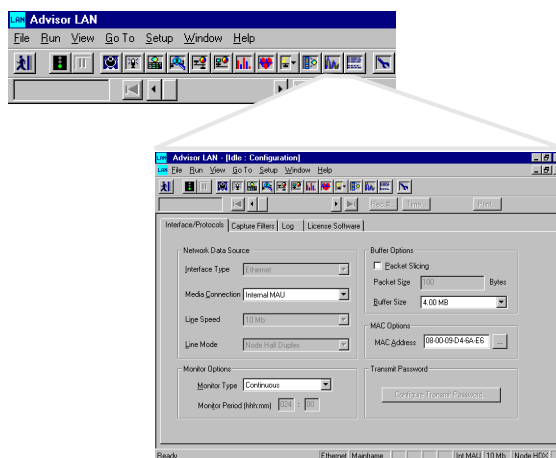 LAN Advisor LAN
File Run View Go To Setup Window Help
LAN Advisor LAN - [Idle : Configuration]
LAN File Run View Go To Setup Window Help
Rec #... Time... Print...
Interface/Protocols Capture Filters Log License Software
Network Data Source
Interface Type Ethernet
Media Connection Internal MAU
Line Speed 10 Mb
Line Mode Node Half Duplex
Monitor Options
Monitor Type Continuous
Monitor Period (hhh:mm) 024 : 00
Buffer Options
Packet Slicing
Packet Size 100 Bytes
Buffer Size 4.00 MB
MAC Options
MAC Address 08-00-09-D4-6A-E6 ...
Transmit Password
Configure Transmit Password...
Ready Ethernet Mainframe Int MAU 10 Mb Node HDX